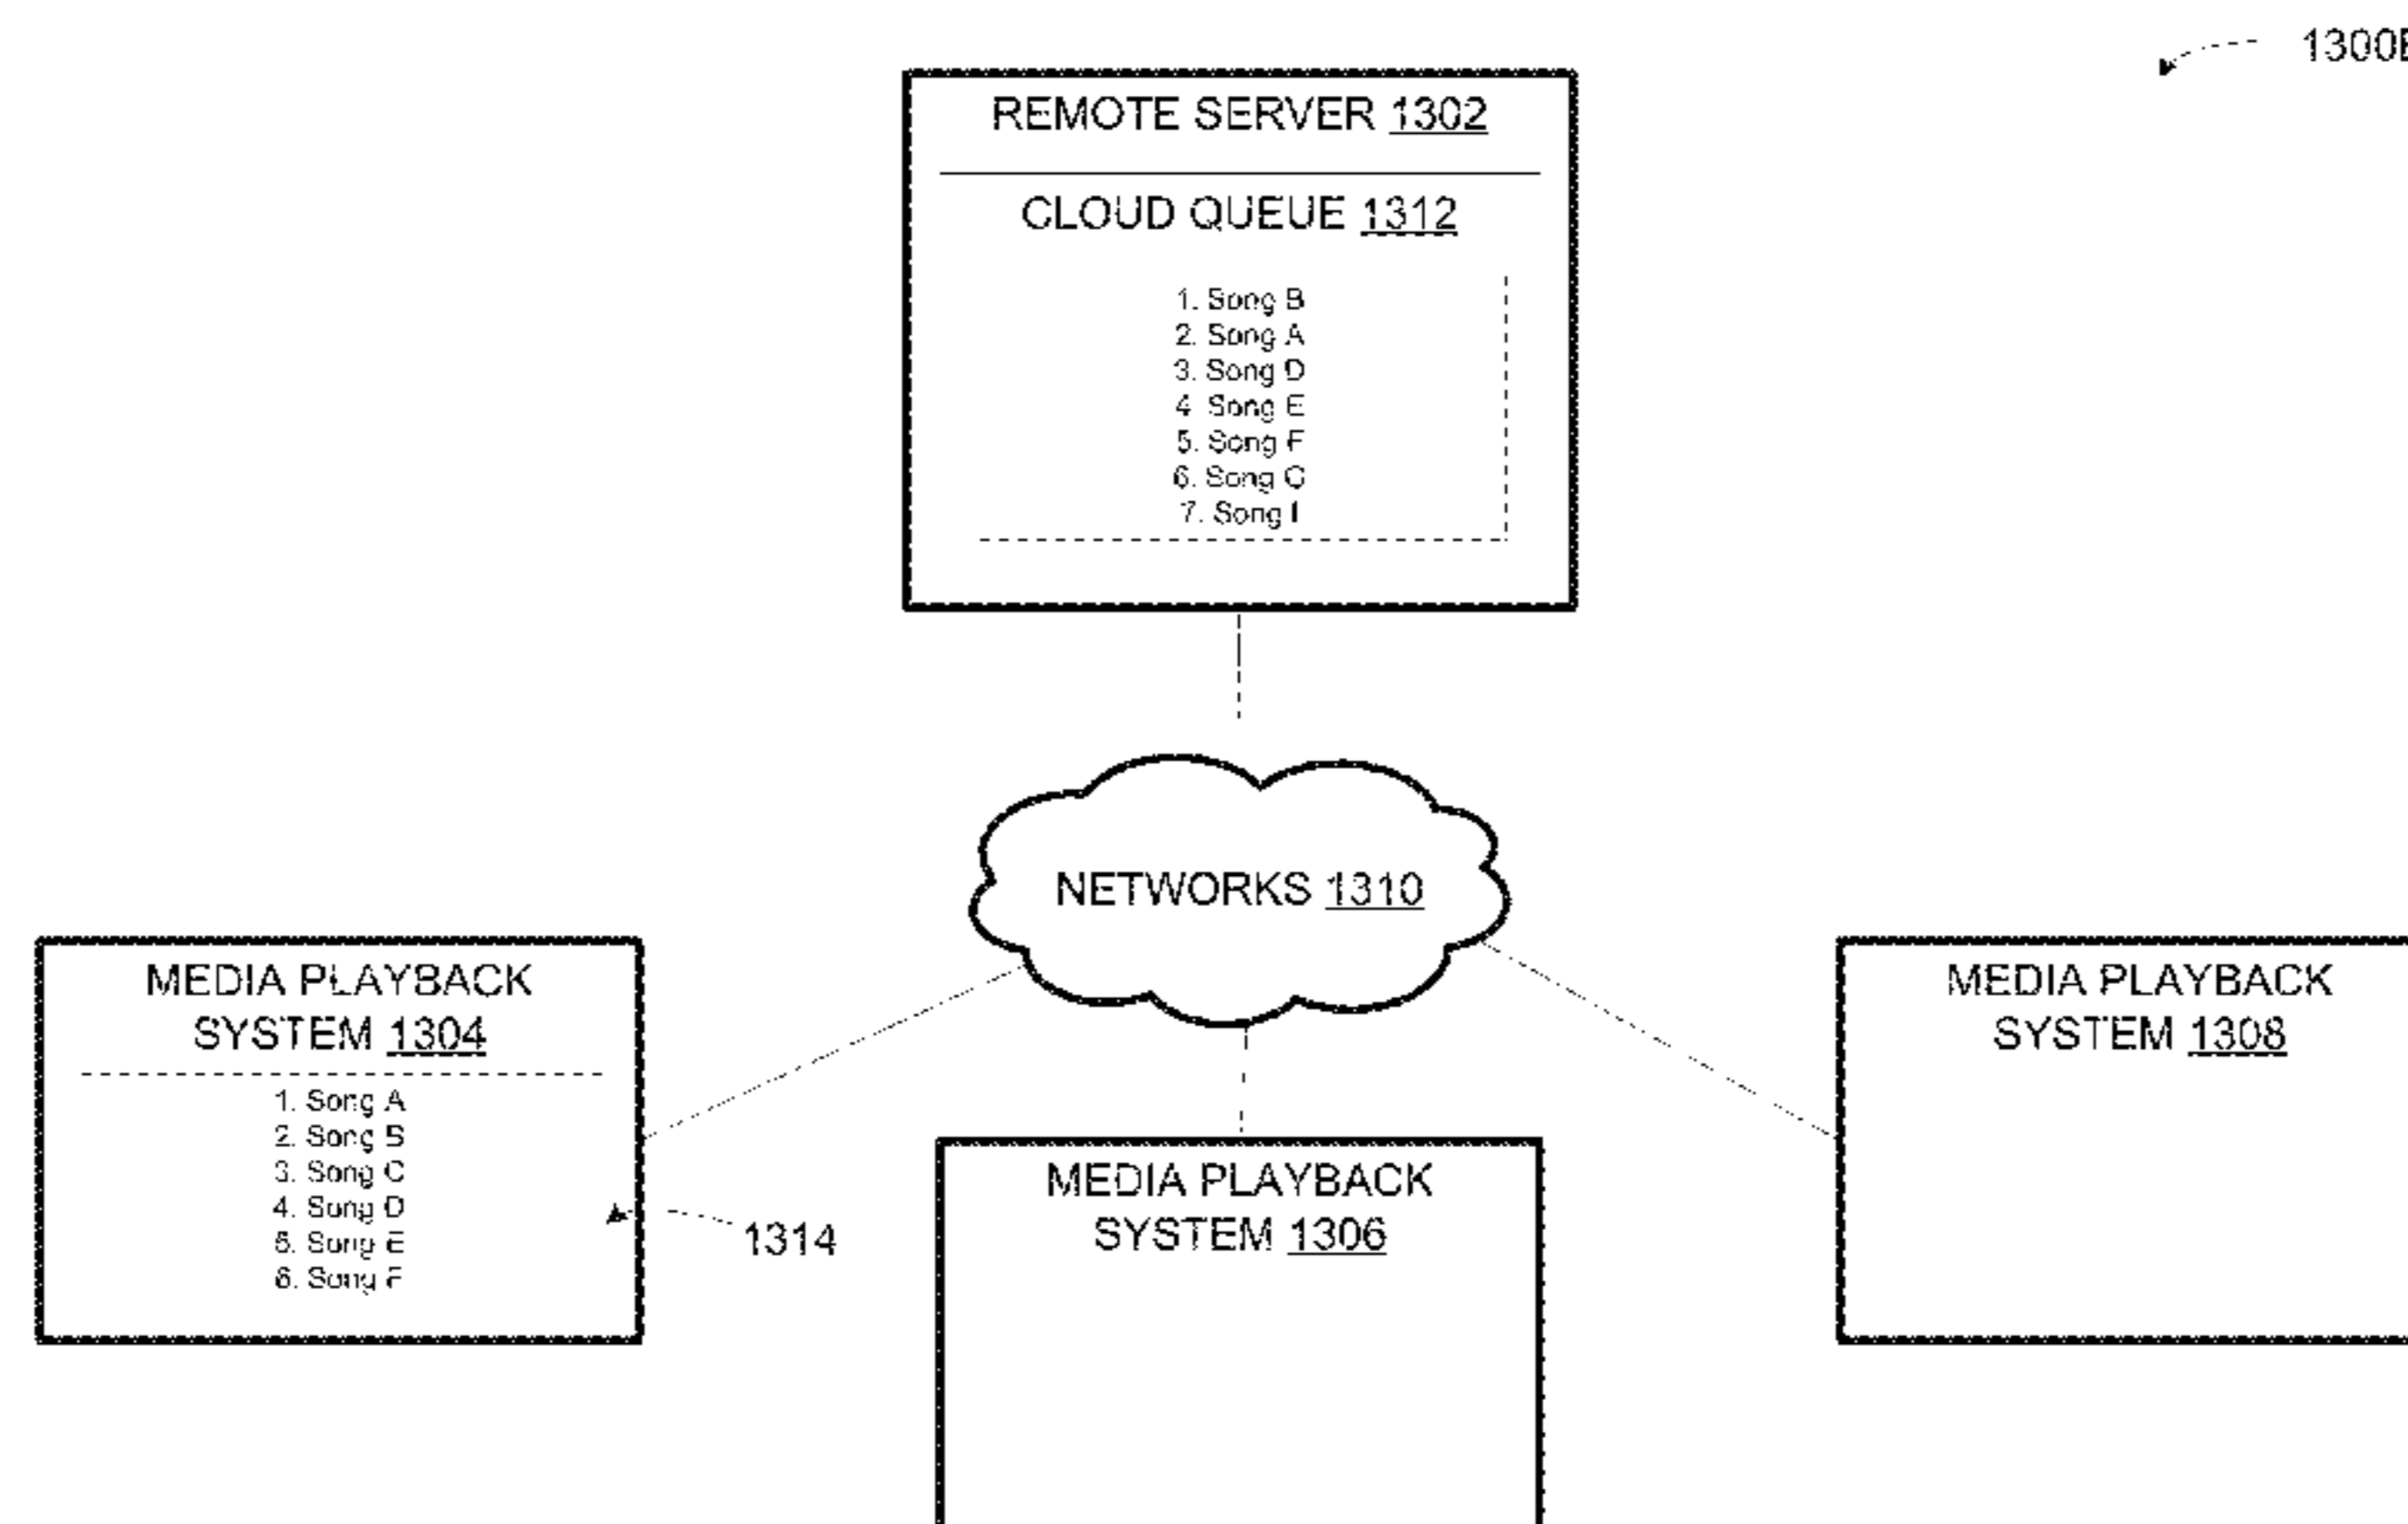 REMOTE SERVER 1302
CLOUD QUEUE 1312
1. Song B
2. Song A
3. Song D
4 Song E
5. Song F
6. Song
7. Song I
NETWORKS 1310
MEDIA PLAYBACK
SYSTEM 1304
1. Song A
2. Song B
3. Song C
4. Song D
5. Song E
6. Song F
1314
MEDIA PLAYBACK
SYSTEM 1306
MEDIA PLAYBACK
SYSTEM 1308